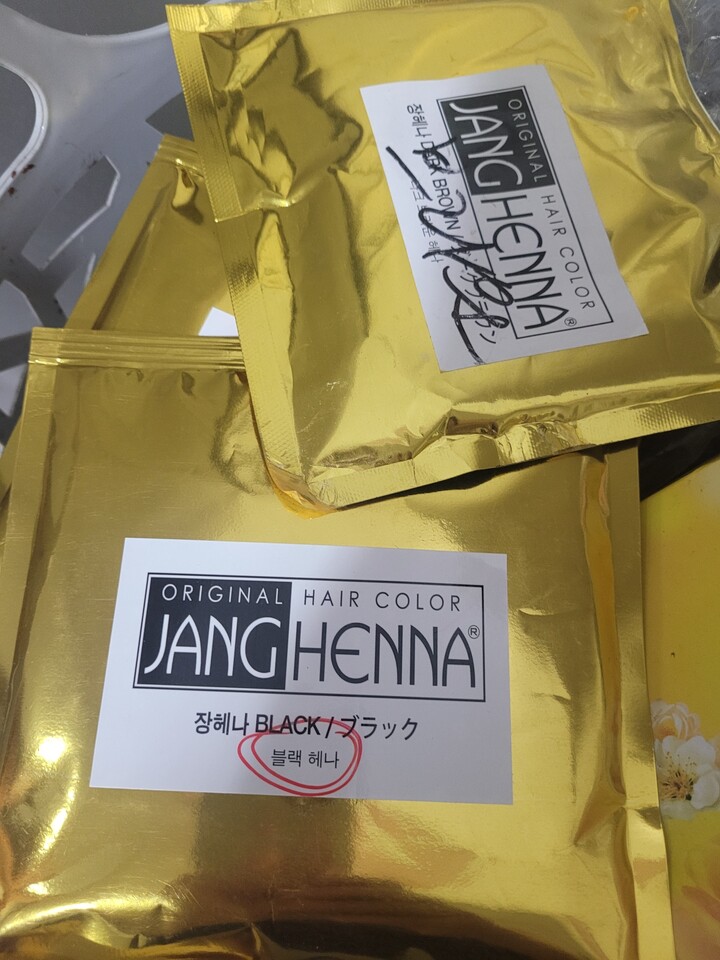 ORIGINAL HAIR COLOR
JANG HENNA®
장헤나 DARK BROWN /
ORIGINAL HAIR COLOR
JANG HENNA®
장헤나 BLACK / ブラック
블랙 헤나